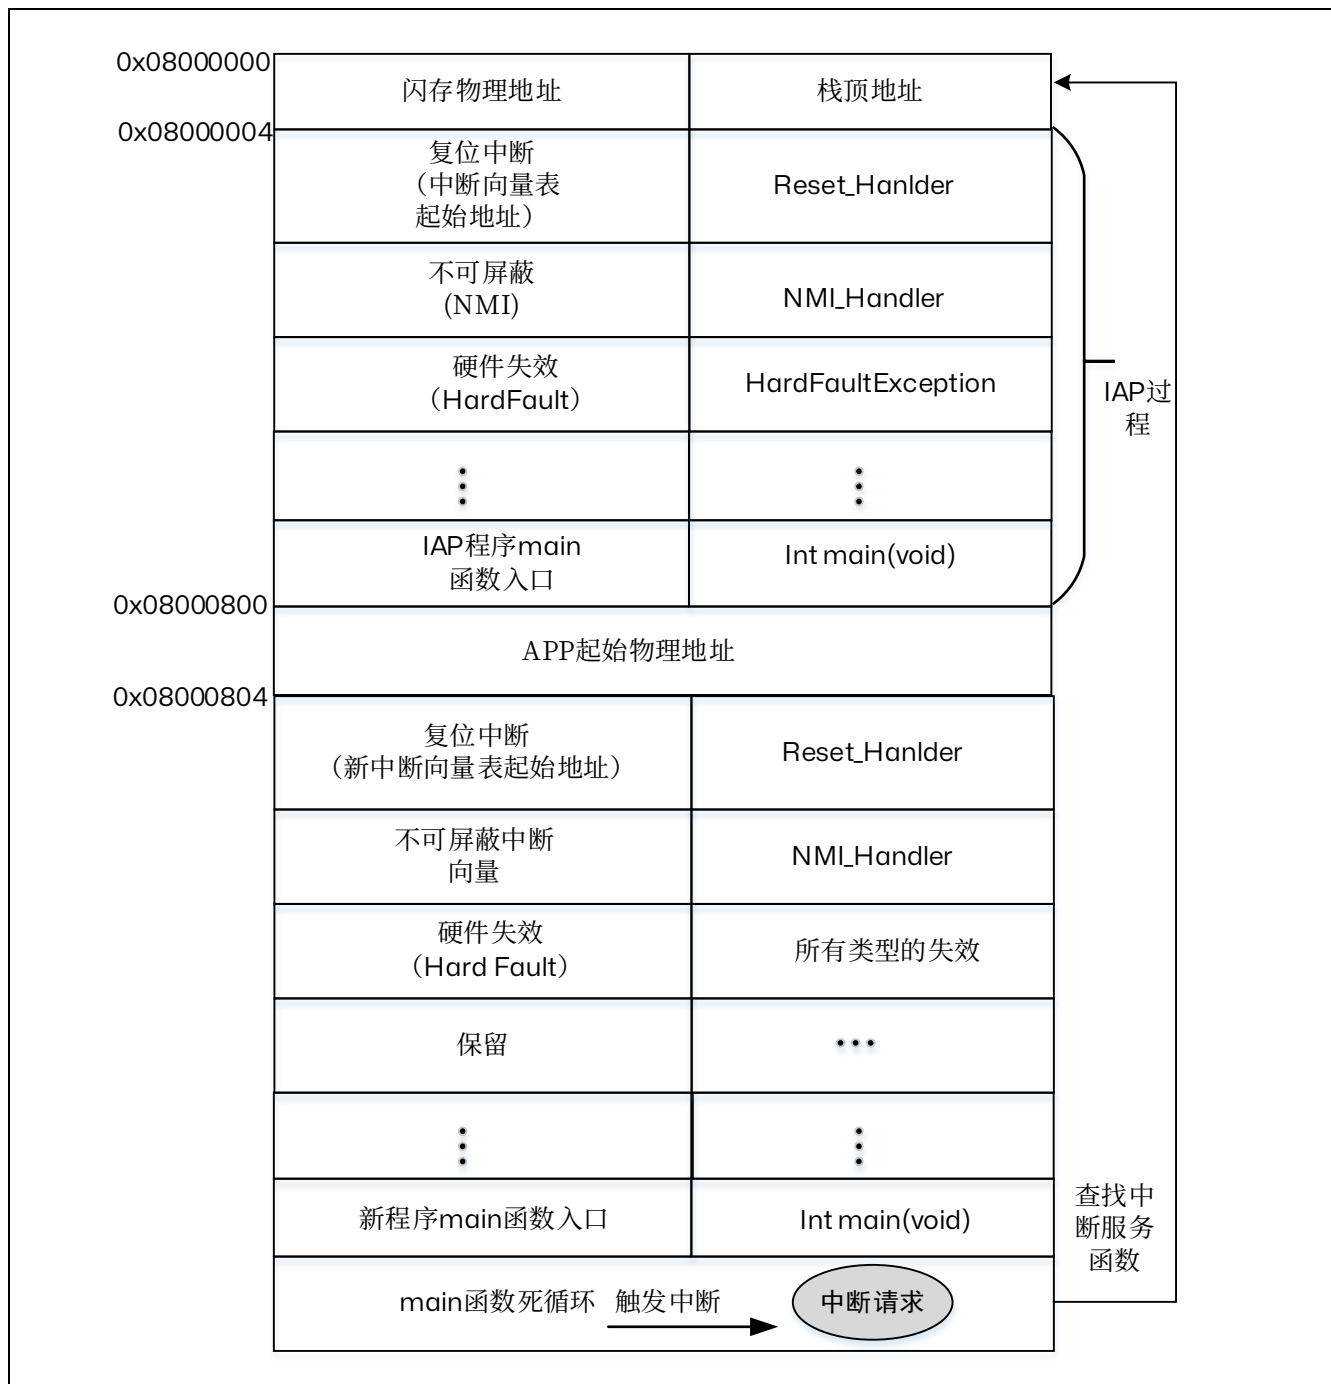 0x08000000
闪存物理地址
栈顶地址
0x08000004
复位中断
（中断向量表
起始地址）
Reset_Hanlder
不可屏蔽
(NMI)
NMI_Handler
硬件失效
（HardFault）
HardFaultException
IAP过
程
IAP程序main
函数入口
Int main(void)
0x08000800
APP起始物理地址
0x08000804
复位中断
（新中断向量表起始地址）
Reset_Hanlder
不可屏蔽中断
向量
NMI_Handler
硬件失效
（Hard Fault）
所有类型的失效
保留
•••
新程序main函数入口
Int main(void)
查找中
断服务
函数
main函数死循环 触发中断
中断请求